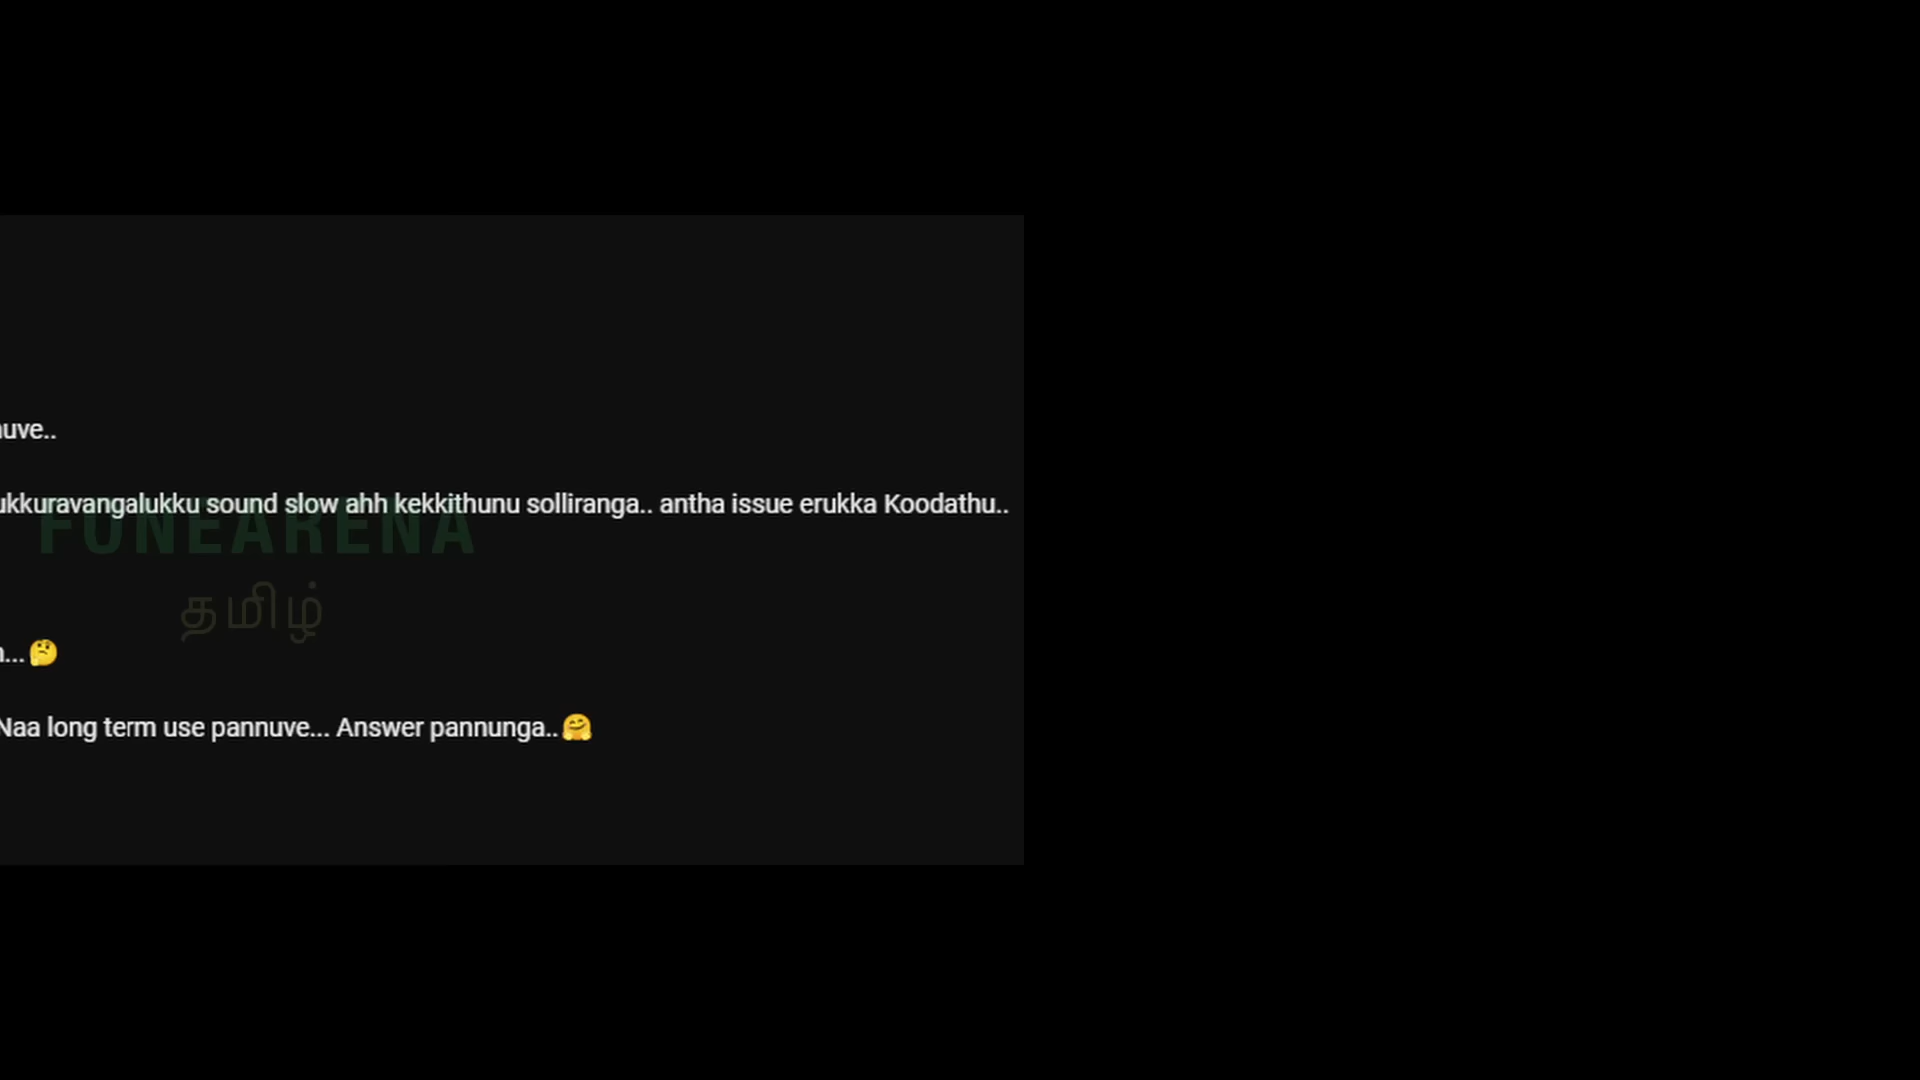 uve..
ukkuravangalukku sound slow ahh kekkithunu solliranga.. antha issue erukka Koodathu..
FONEARENA
தமிழ்
...🤔
Naa long term use pannuve... Answer pannunga..🤗